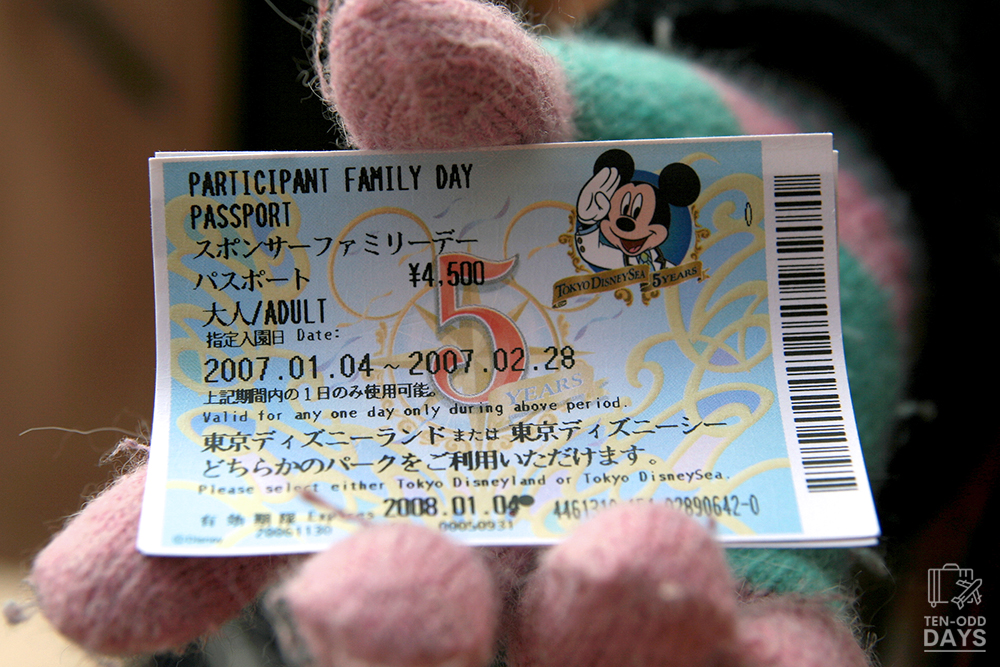 PARTICIPANT FAMILY DAY
PASSPORT
スポンサーファミリーデー
パスポート ¥4,500
大人/ADULT
指定入園日 Date:
2007.01.04 ~ 2007.02.28
上記期間内の1日のみ使用可能。
Valid for any one day only during above period.
東京ディズニーランド または 東京ディズニーシー
どちらかのパークをご利用いただけます。
Please select either Tokyo Disneyland or Tokyo DisneySea.
有効期限 Expires 2008.01.04
02890642-0
20061130 00050931
©Disney
0
TOKYO DISNEYSEA 5 YEARS
5
YEARS
TEN-ODD
DAYS